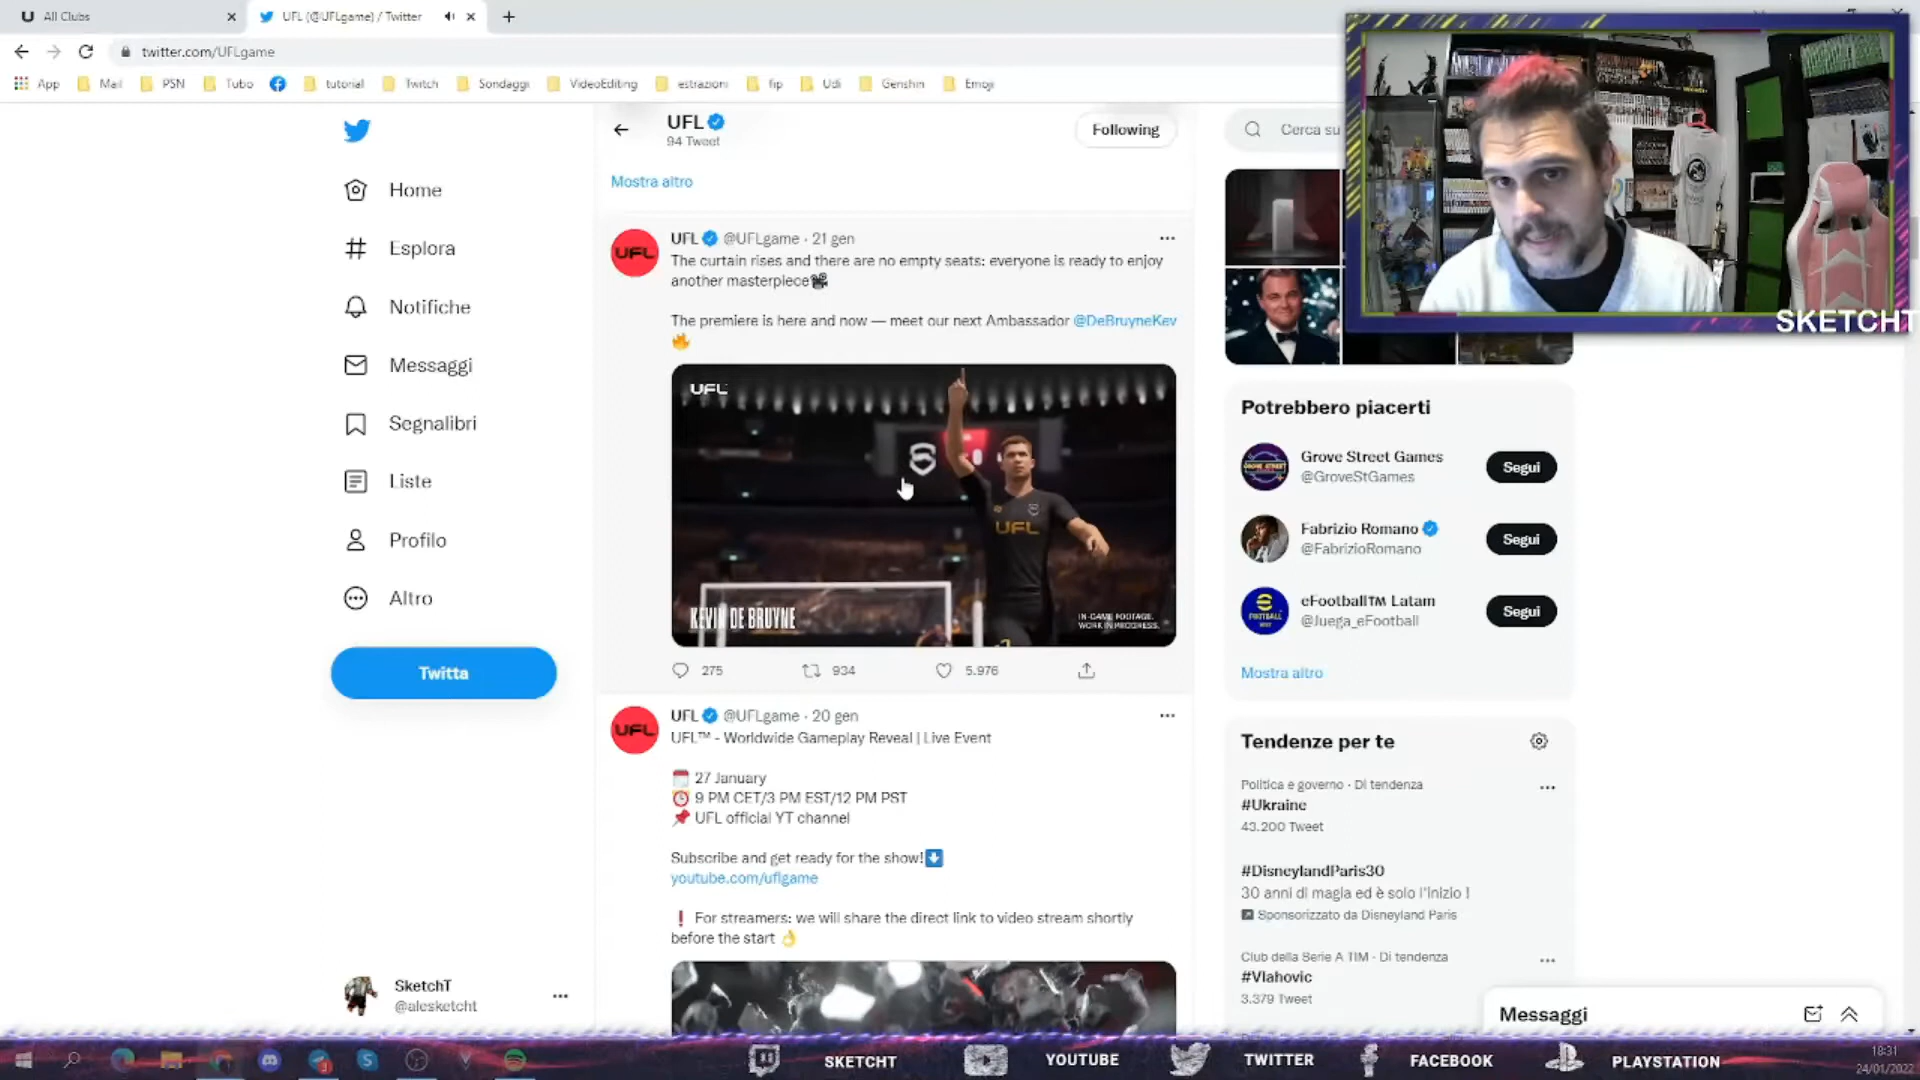 All Clubs
UFL (@UFLgame) / Twitter
twitter.com/UFLgame
App
Mail
PSN
Tubo
tutorial
Twitch
Sondaggi
VideoEditing
estrazioni
fip
Udi
Genshin
Emoji
UFL
94 Tweet
Following
Cerca su
Mostra altro
Home
Esplora
Notifiche
Messaggi
Segnalibri
Liste
Profilo
Altro
Twitta
SketchT
@alesketcht
UFL @UFLgame · 21 gen
The curtain rises and there are no empty seats: everyone is ready to enjoy
another masterpiece🎥
The premiere is here and now — meet our next Ambassador @DeBruyneKev
🔥
UFL
UFL
KEVIN DE BRUYNE
IN-GAME FOOTAGE.
WORK IN PROGRESS.
275
934
5.976
UFL
UFL @UFLgame · 20 gen
UFL™ - Worldwide Gameplay Reveal | Live Event
27 January
⏰ 9 PM CET/3 PM EST/12 PM PST
📌 UFL official YT channel
Subscribe and get ready for the show!⬇
youtube.com/uflgame
❗ For streamers: we will share the direct link to video stream shortly
before the start 👌
UFL
SKETCHT
Potrebbero piacerti
Grove Street Games
@GroveStGames
Segui
Fabrizio Romano
@FabrizioRomano
Segui
eFootball™ Latam
@Juega_eFootball
Segui
Mostra altro
Tendenze per te
Politica e governo · Di tendenza
#Ukraine
43.200 Tweet
#DisneylandParis30
30 anni di magia ed è solo l'inizio !
Sponsorizzato da Disneyland Paris
Club della Serie A TIM · Di tendenza
#Vlahovic
3.379 Tweet
Messaggi
SKETCHT
YOUTUBE
TWITTER
FACEBOOK
PLAYSTATION
18:31
24/01/2022